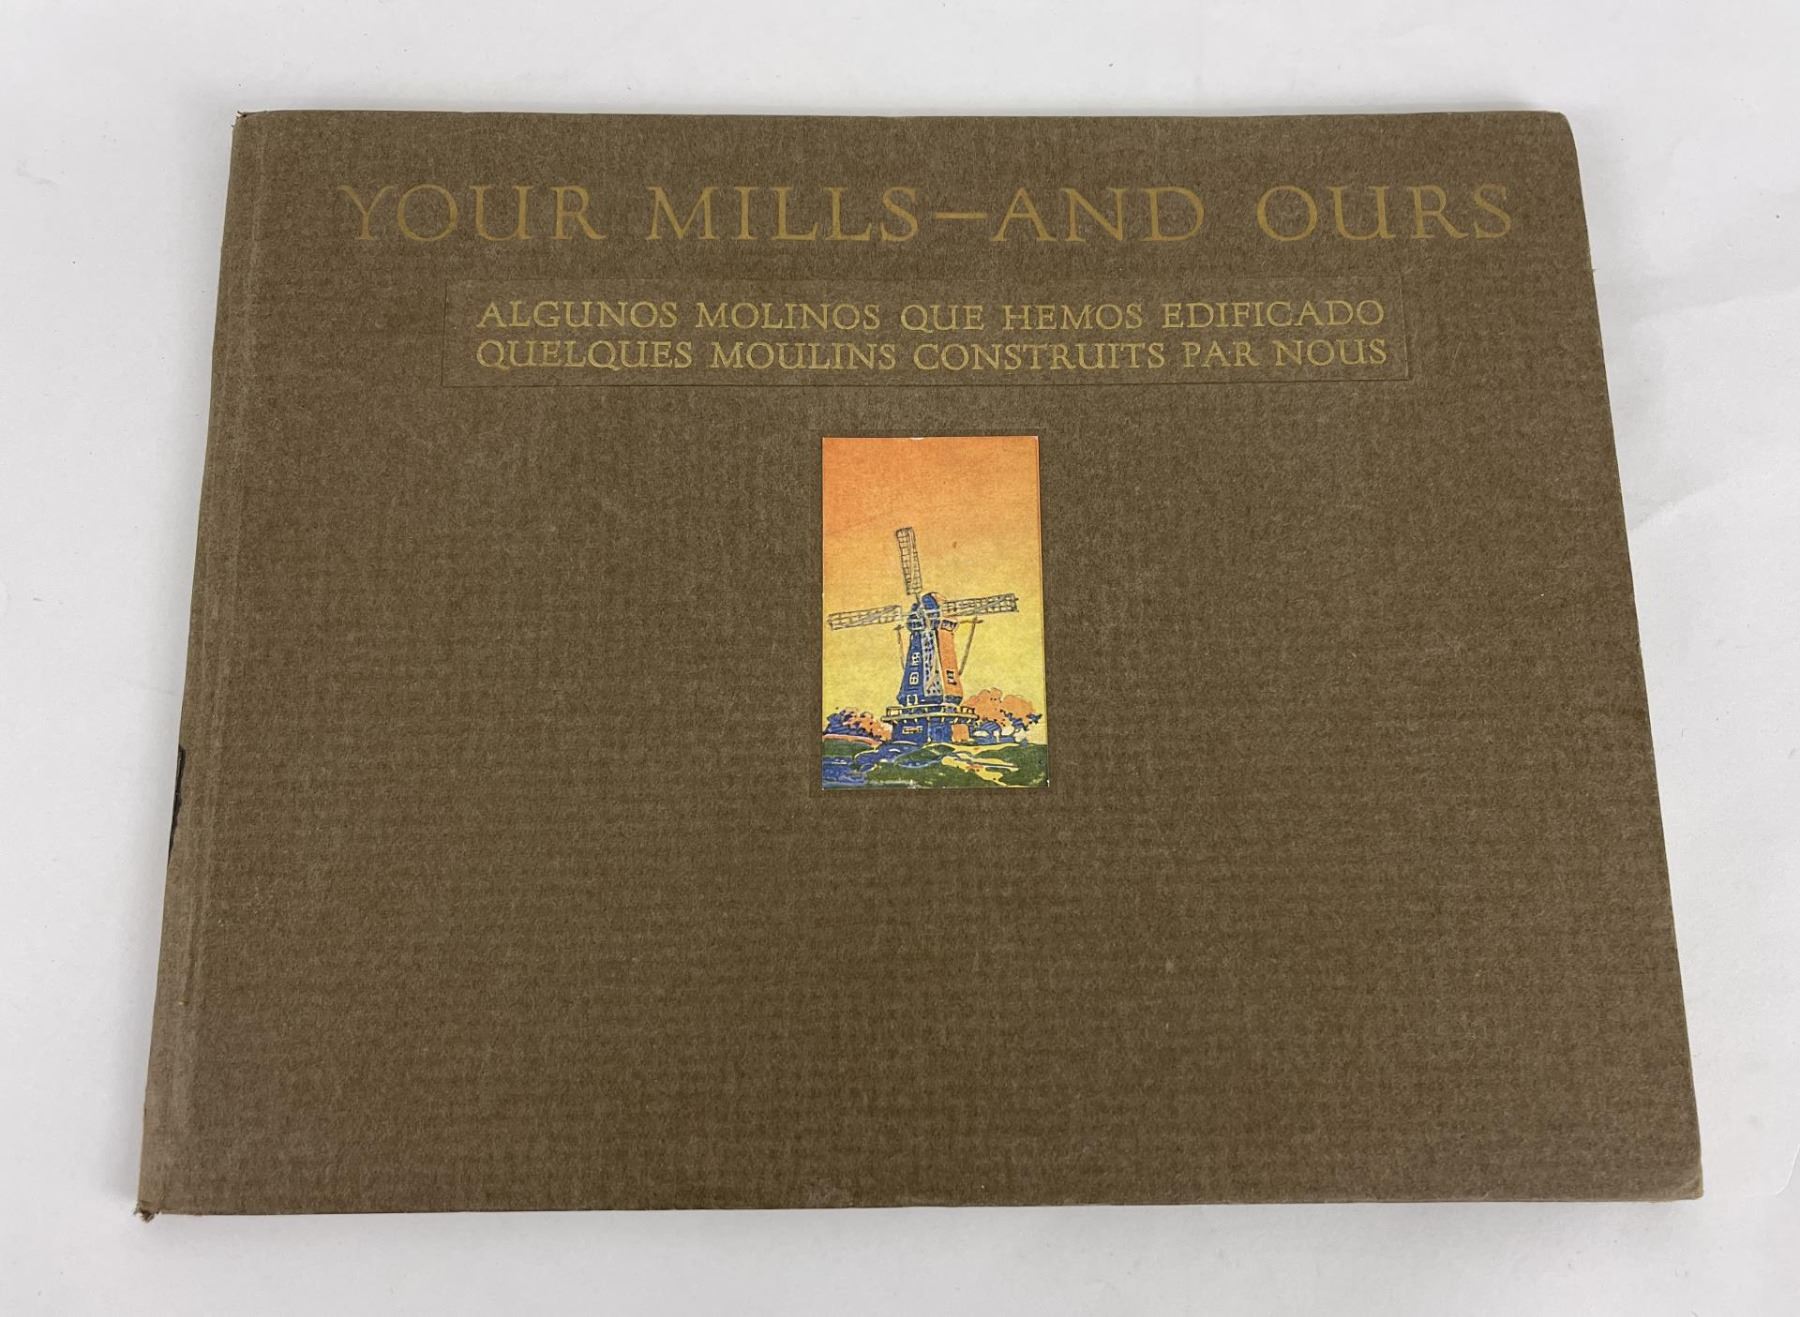 YOUR MILLS—AND OURS
ALGUNOS MOLINOS QUE HEMOS EDIFICADO
QUELQUES MOULINS CONSTRUITS PAR NOUS